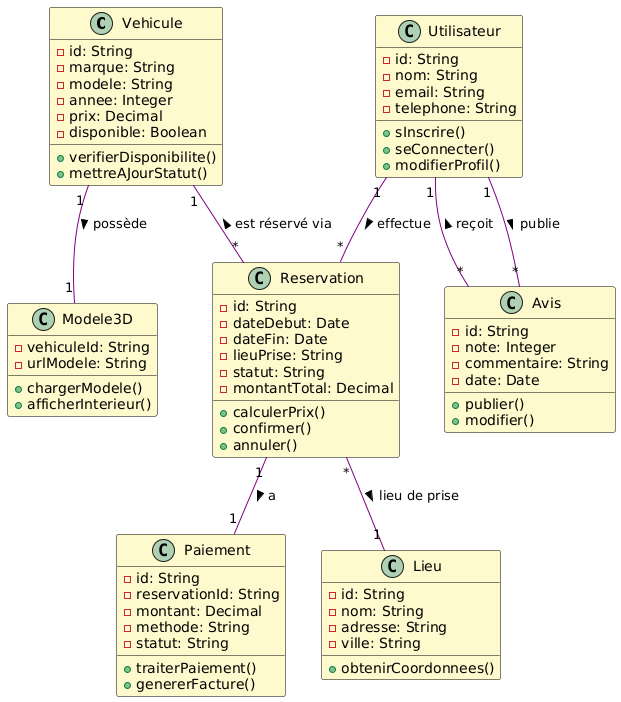 C Vehicule
id: String
marque: String
modele: String
annee: Integer
prix: Decimal
disponible: Boolean
verifierDisponibilite()
mettreAJourStatut()
C Utilisateur
id: String
nom: String
email: String
telephone: String
sInscrire()
seConnecter()
modifierProfil()
1
possède
1
1
est réservé via
*
1
effectue
*
1
reçoit
*
1
publie
*
C Modele3D
vehiculeId: String
urlModele: String
chargerModele()
afficherInterieur()
C Reservation
id: String
dateDebut: Date
dateFin: Date
lieuPrise: String
statut: String
montantTotal: Decimal
calculerPrix()
confirmer()
annuler()
C Avis
id: String
note: Integer
commentaire: String
date: Date
publier()
modifier()
1
a
1
*
lieu de prise
1
C Paiement
id: String
reservationId: String
montant: Decimal
methode: String
statut: String
traiterPaiement()
genererFacture()
C Lieu
id: String
nom: String
adresse: String
ville: String
obtenirCoordonnees()